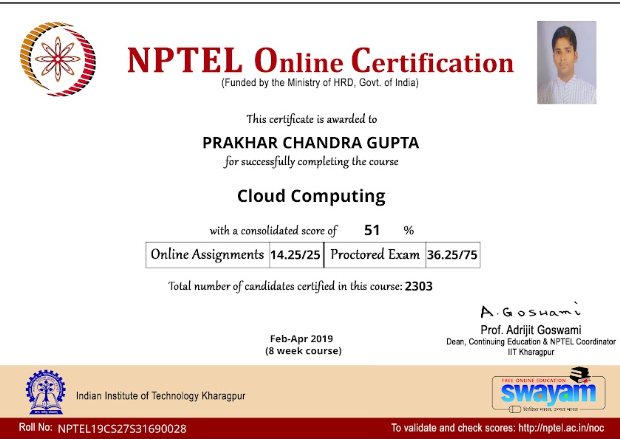 NPTEL Online Certification
(Funded by the Ministry of HRD, Govt. of India)
This certificate is awarded to
PRAKHAR CHANDRA GUPTA
for successfully completing the course
Cloud Computing
with a consolidated score of 51 %
Online Assignments 14.25/25 Proctored Exam 36.25/75
Total number of candidates certified in this course: 2303
A. Goswami
Prof. Adrijit Goswami
Dean, Continuing Education & NPTEL Coordinator
IIT Kharagpur
Feb-Apr 2019
(8 week course)
Indian Institute of Technology Kharagpur
FREE ONLINE EDUCATION
swayam
शिक्षित भारत, उन्नत भारत
Roll No: NPTEL19CS27S31690028
To validate and check scores: http://nptel.ac.in/noc